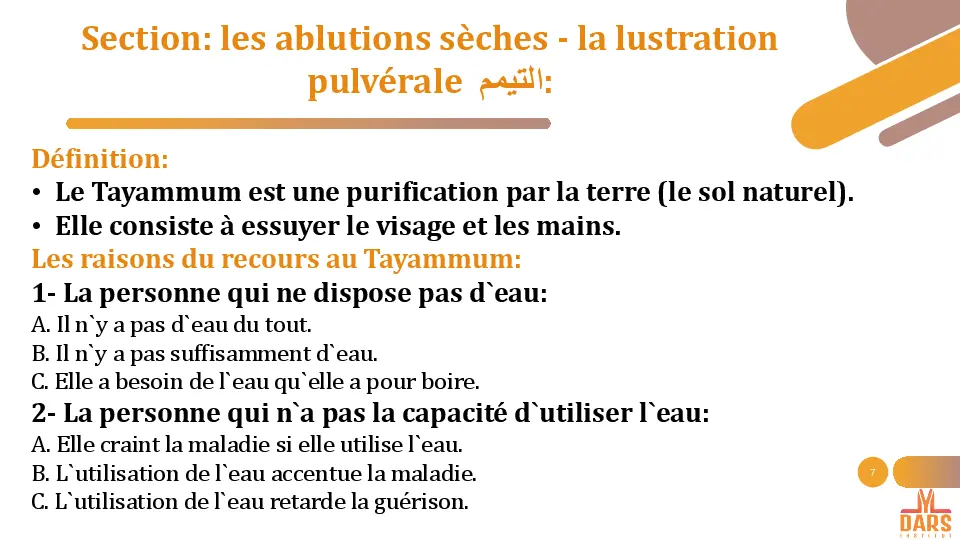 Section: les ablutions sèches - la lustration
pulvérale التيمم:
Définition:
• Le Tayammum est une purification par la terre (le sol naturel).
• Elle consiste à essuyer le visage et les mains.
Les raisons du recours au Tayammum:
1- La personne qui ne dispose pas d`eau:
A. Il n`y a pas d`eau du tout.
B. Il n`y a pas suffisamment d`eau.
C. Elle a besoin de l`eau qu`elle a pour boire.
2- La personne qui n`a pas la capacité d`utiliser l`eau:
A. Elle craint la maladie si elle utilise l`eau.
B. L`utilisation de l`eau accentue la maladie.
C. L`utilisation de l`eau retarde la guérison.
7
DARS
INSTITUT